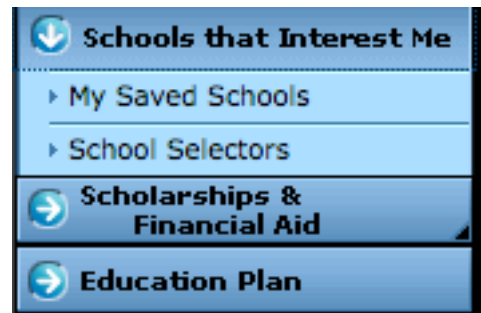 Schools that Interest Me
My Saved Schools
School Selectors
Scholarships &
Financial Aid
Education Plan